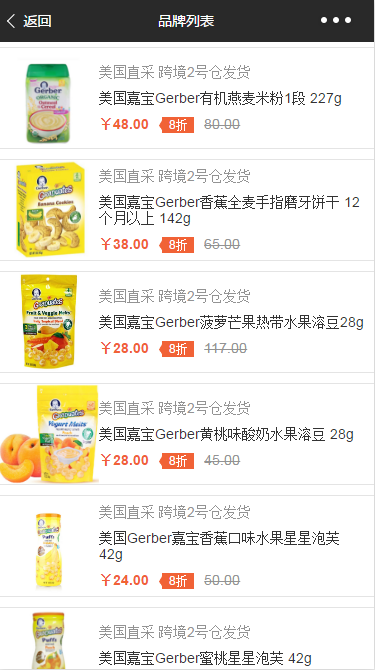 返回
品牌列表
美国直采 跨境2号仓发货
美国嘉宝Gerber有机燕麦米粉1段 227g
￥48.00 8折 80.00
美国直采 跨境2号仓发货
美国嘉宝Gerber香蕉全麦手指磨牙饼干 12
个月以上 142g
￥38.00 8折 65.00
美国直采 跨境2号仓发货
美国嘉宝Gerber菠萝芒果热带水果溶豆28g
￥28.00 8折 117.00
美国直采 跨境2号仓发货
美国嘉宝Gerber黄桃味酸奶水果溶豆 28g
￥28.00 8折 45.00
美国直采 跨境2号仓发货
美国Gerber嘉宝香蕉口味水果星星泡芙
42g
￥24.00 8折 50.00
美国直采 跨境2号仓发货
美国嘉宝Gerber蜜桃星星泡芙 42g